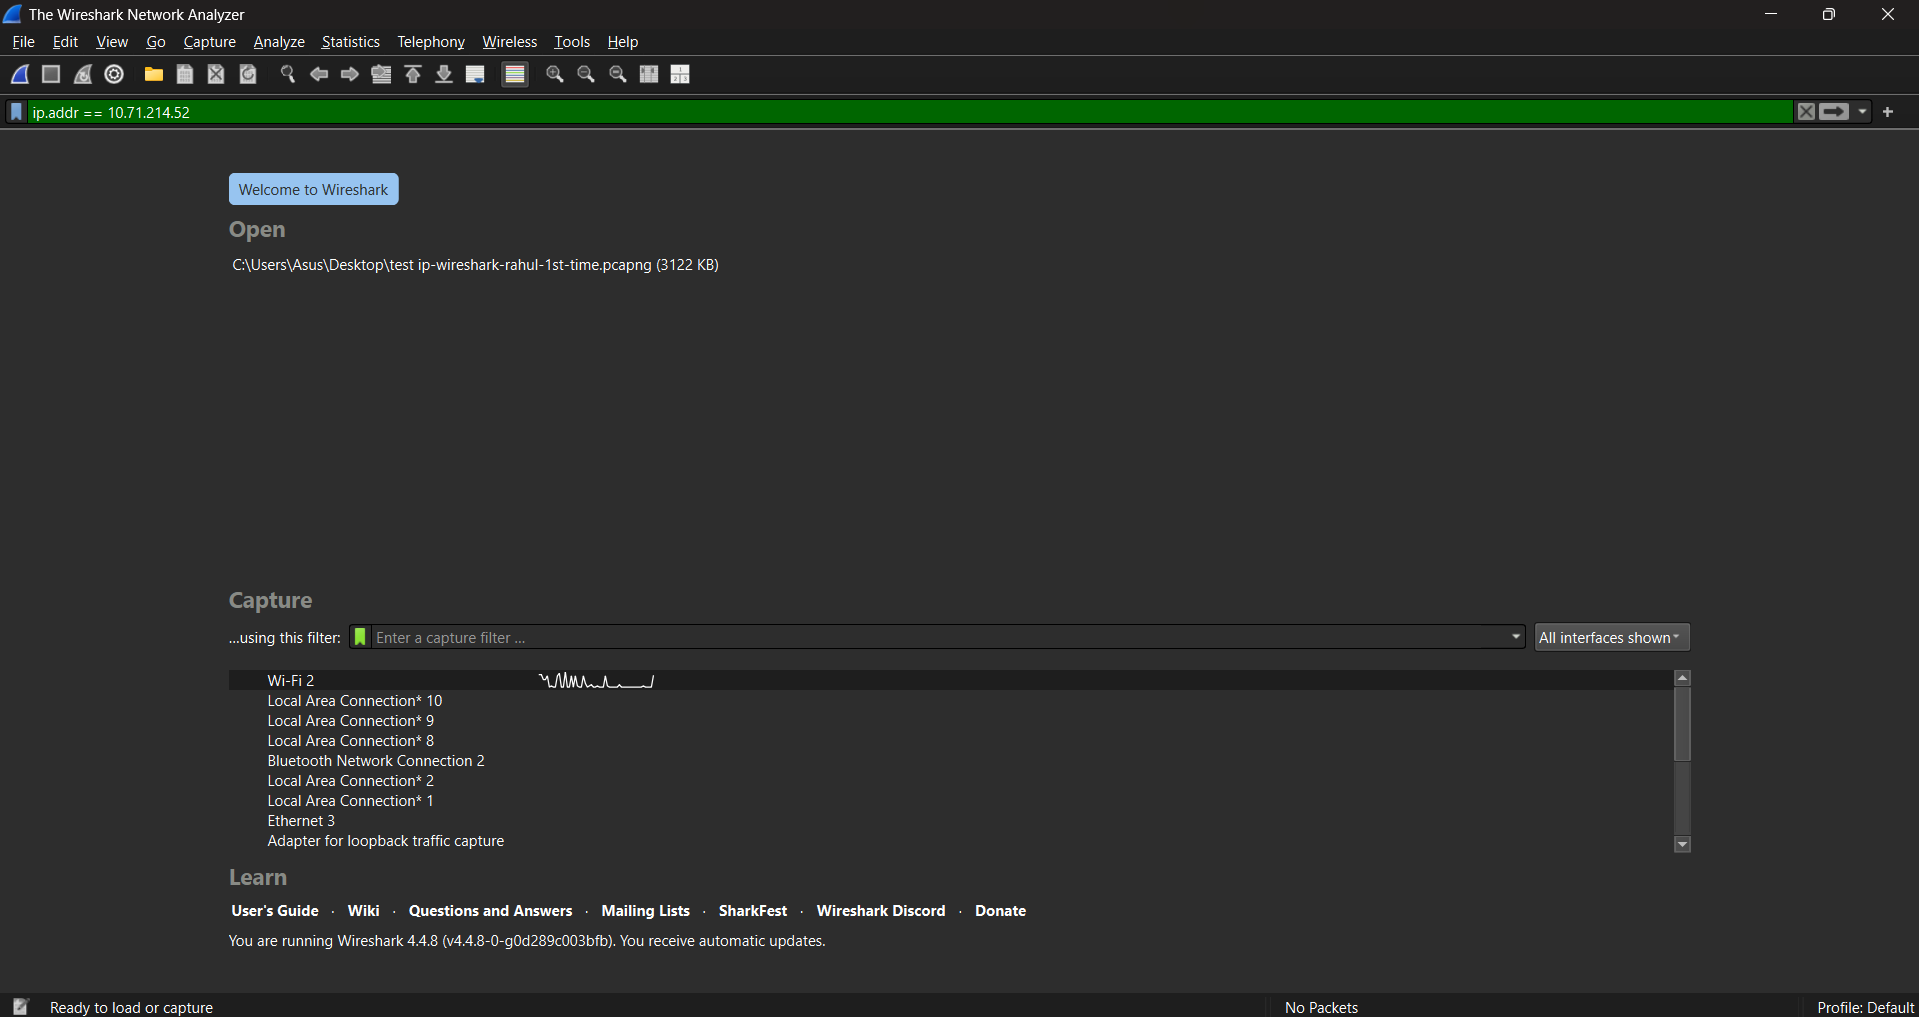 The Wireshark Network Analyzer
File Edit View Go Capture Analyze Statistics Telephony Wireless Tools Help
ip.addr == 10.71.214.52
Welcome to Wireshark
Open
C:\Users\Asus\Desktop\test ip-wireshark-rahul-1st-time.pcapng (3122 KB)
Capture
...using this filter: Enter a capture filter ... All interfaces shown
Wi-Fi 2
Local Area Connection* 10
Local Area Connection* 9
Local Area Connection* 8
Bluetooth Network Connection 2
Local Area Connection* 2
Local Area Connection* 1
Ethernet 3
Adapter for loopback traffic capture
Learn
User's Guide · Wiki · Questions and Answers · Mailing Lists · SharkFest · Wireshark Discord · Donate
You are running Wireshark 4.4.8 (v4.4.8-0-g0d289c003bfb). You receive automatic updates.
Ready to load or capture No Packets Profile: Default